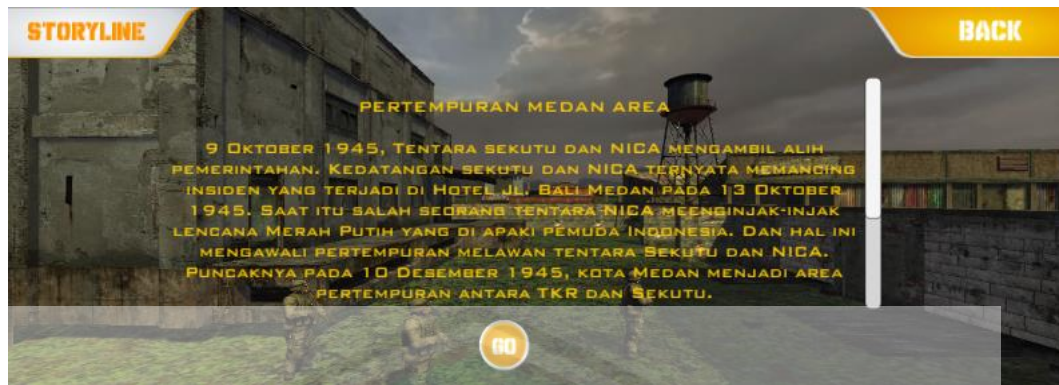 STORYLINE
BACK
PERTEMPURAN MEDAN AREA
9 OKTOBER 1945, TENTARA SEKUTU DAN NICA MENGAMBIL ALIH
PEMERINTAHAN. KEDATANGAN SEKUTU DAN NICA TERNYATA MEMANCING
INSIDEN YANG TERJADI DI HOTEL JL. BALI MEDAN PADA 13 OKTOBER
1945. SAAT ITU SALAH SEORANG TENTARA NICA MEENGINJAK-INJAK
LENCANA MERAH PUTIH YANG DI APAKI PEMUDA INDONESIA. DAN HAL INI
MENGAWALI PERTEMPURAN MELAWAN TENTARA SEKUTU DAN NICA.
PUNCAKNYA PADA 10 DESEMBER 1945, KOTA MEDAN MENJADI AREA
PERTEMPURAN ANTARA TKR DAN SEKUTU.
GO